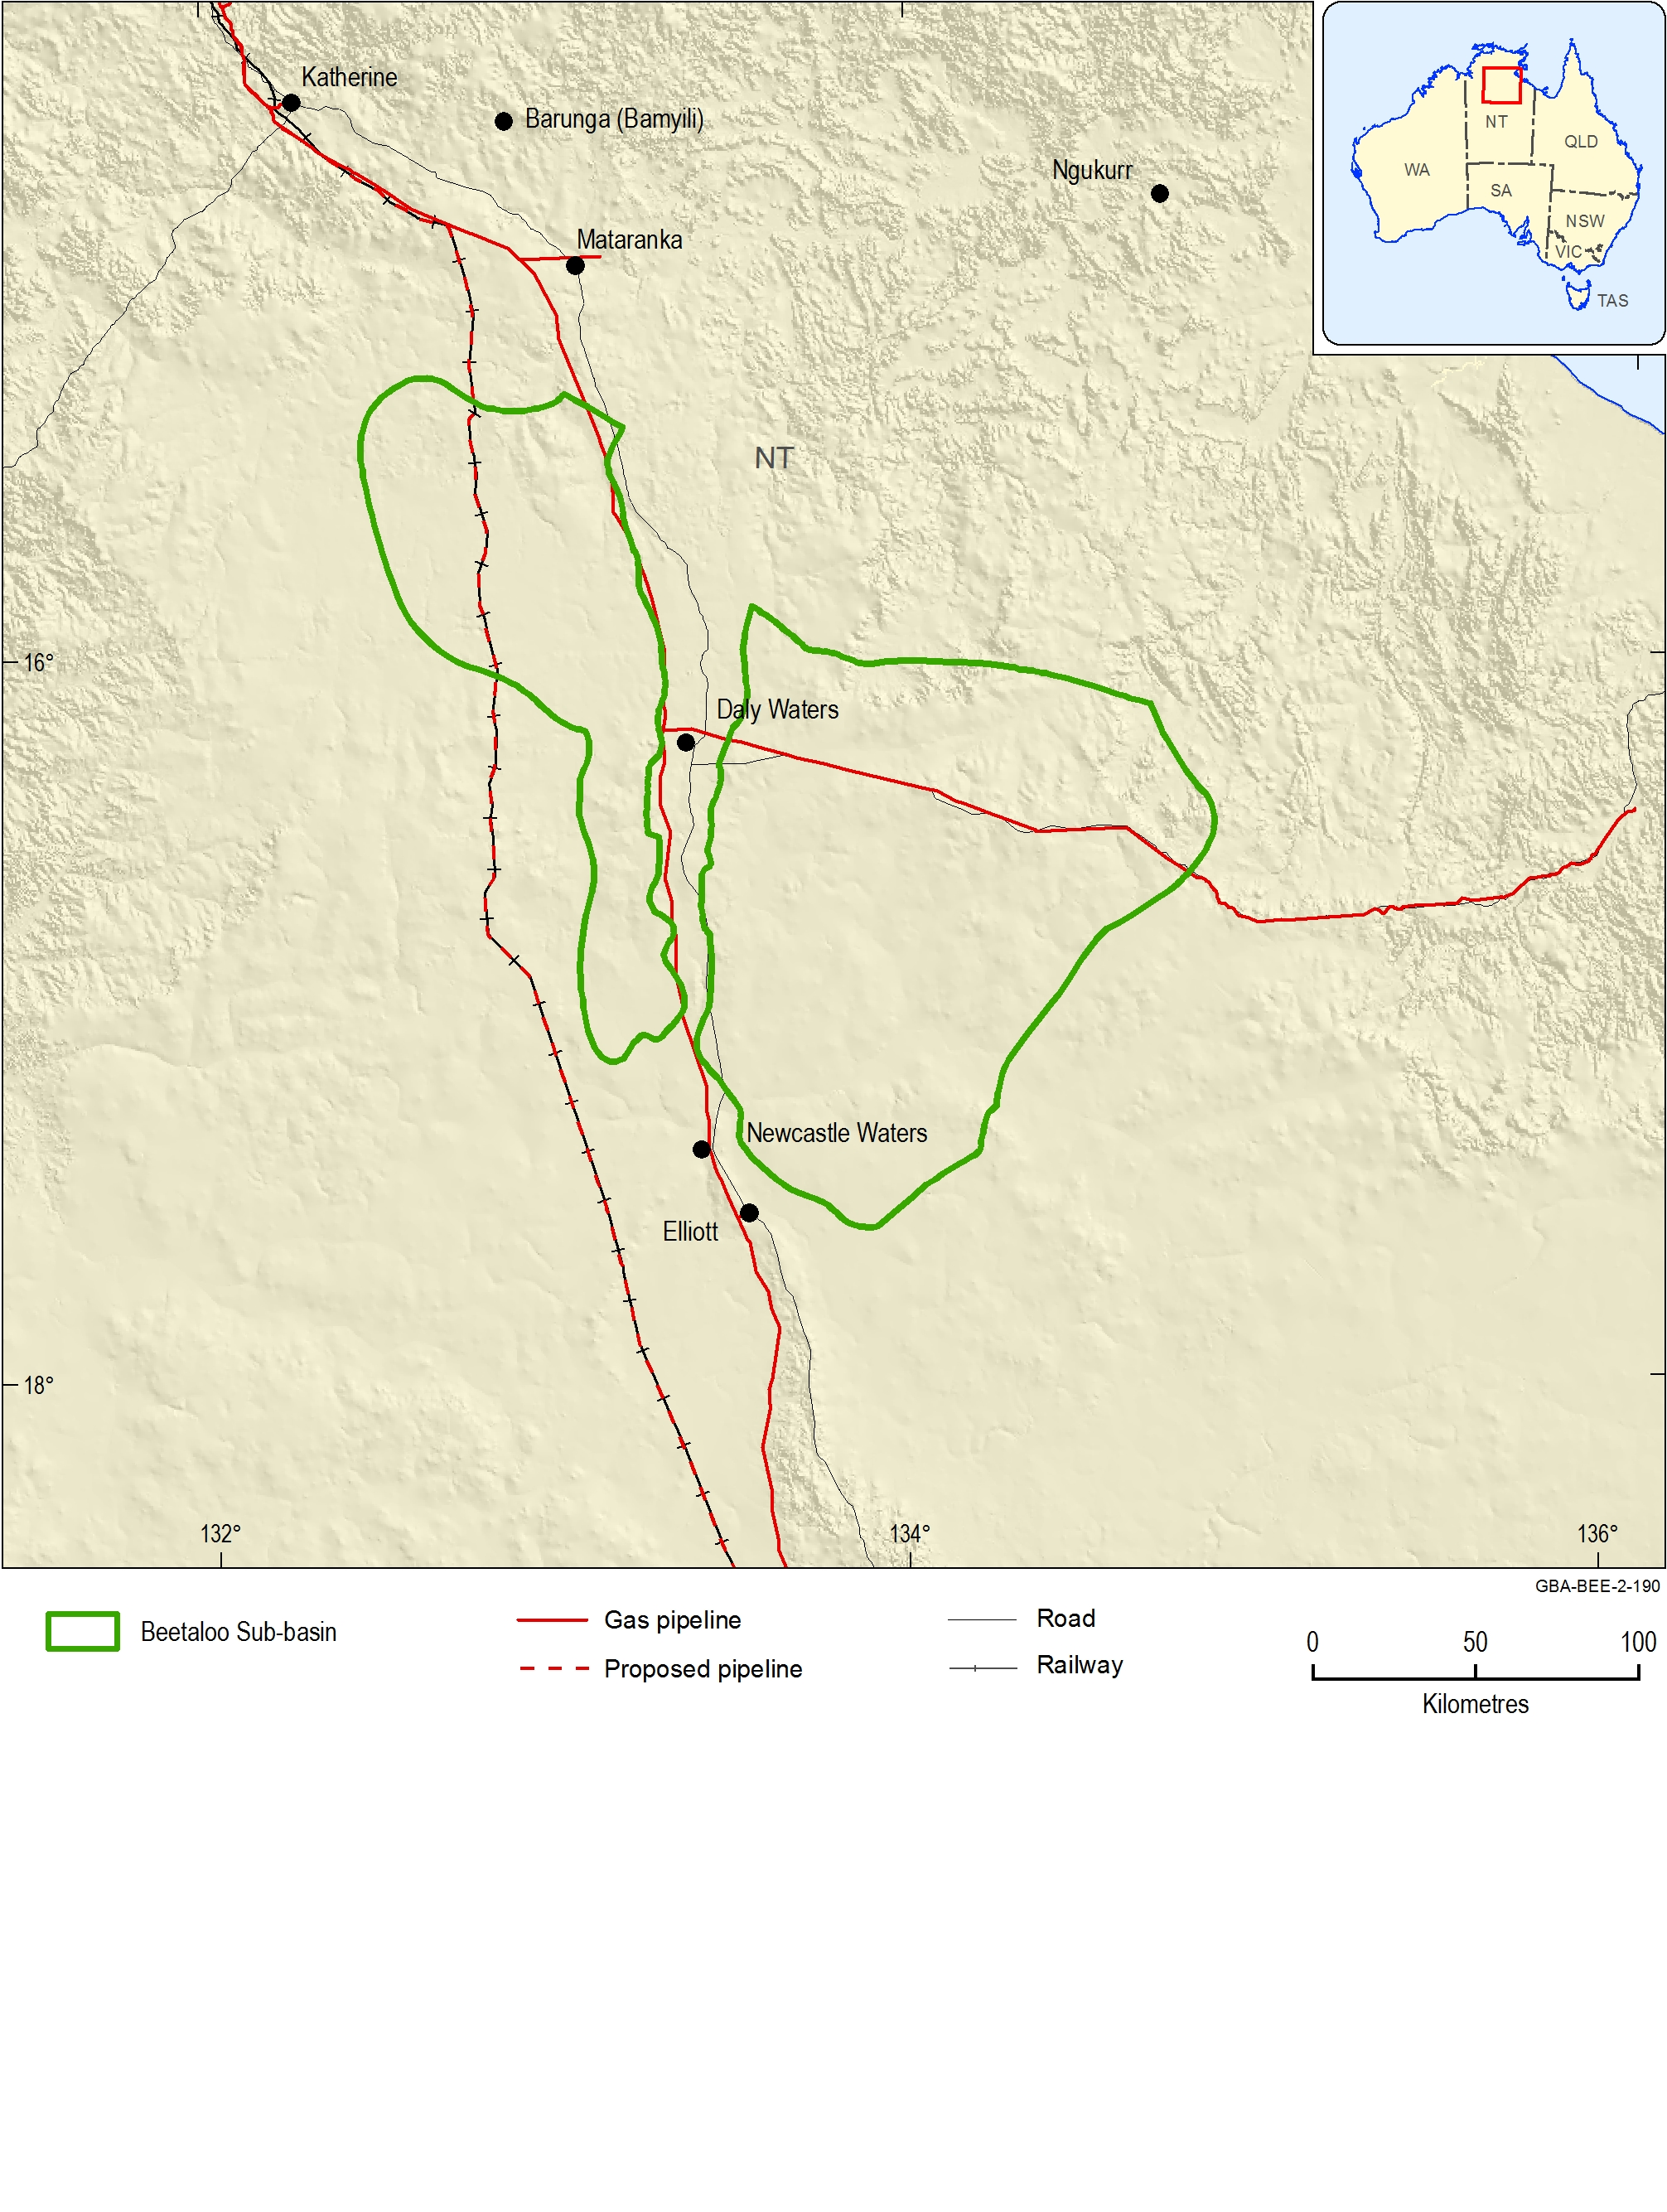 Katherine
Barunga (Bamyili)
Ngukurr
Mataranka
NT
16°
Daly Waters
Newcastle Waters
Elliott
18°
132°
134°
136°
NT
QLD
WA
SA
NSW
VIC
TAS
GBA-BEE-2-190
Beetaloo Sub-basin
Gas pipeline
Proposed pipeline
Road
Railway
0 50 100
Kilometres